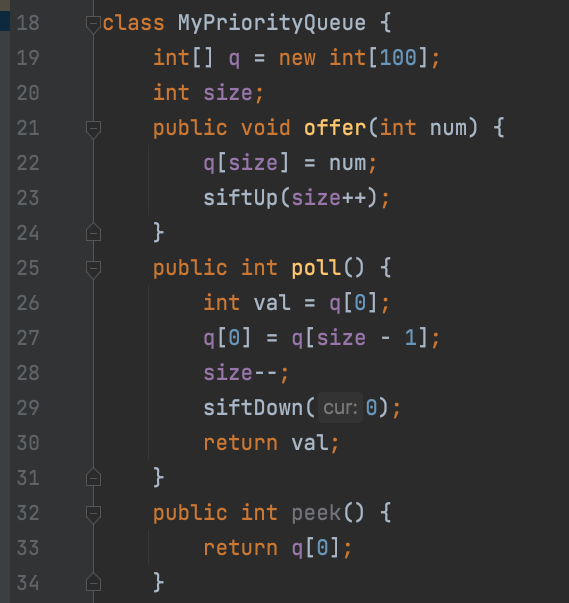 18 class MyPriorityQueue {
19 int[] q = new int[100];
20 int size;
21 public void offer(int num) {
22 q[size] = num;
23 siftUp(size++);
24 }
25 public int poll() {
26 int val = q[0];
27 q[0] = q[size - 1];
28 size--;
29 siftDown( cur: 0);
30 return val;
31 }
32 public int peek() {
33 return q[0];
34 }